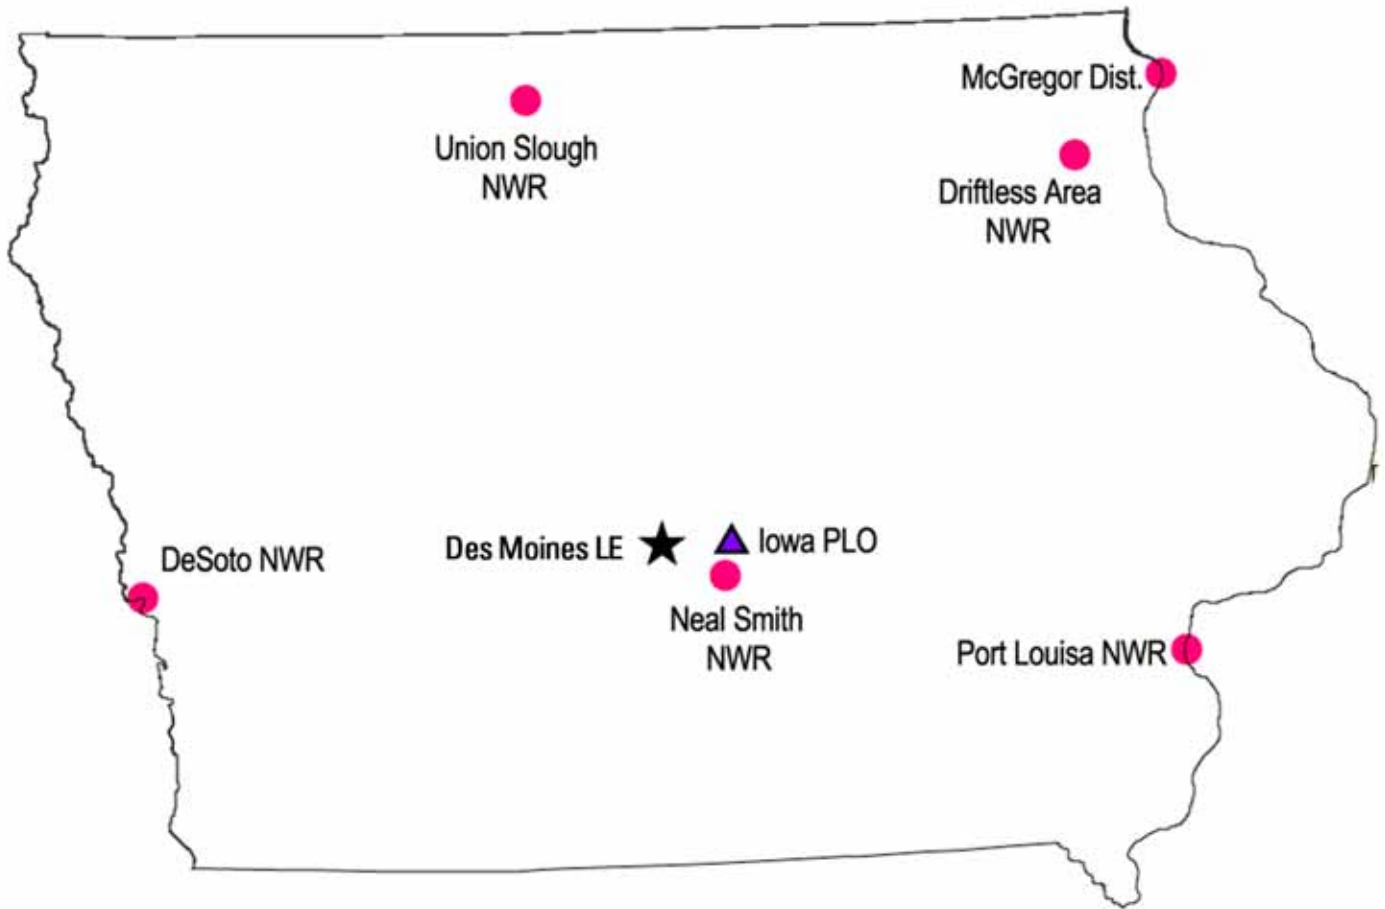 McGregor Dist.
Union Slough
NWR
Driftless Area
NWR
DeSoto NWR
Des Moines LE
Iowa PLO
Neal Smith
NWR
Port Louisa NWR